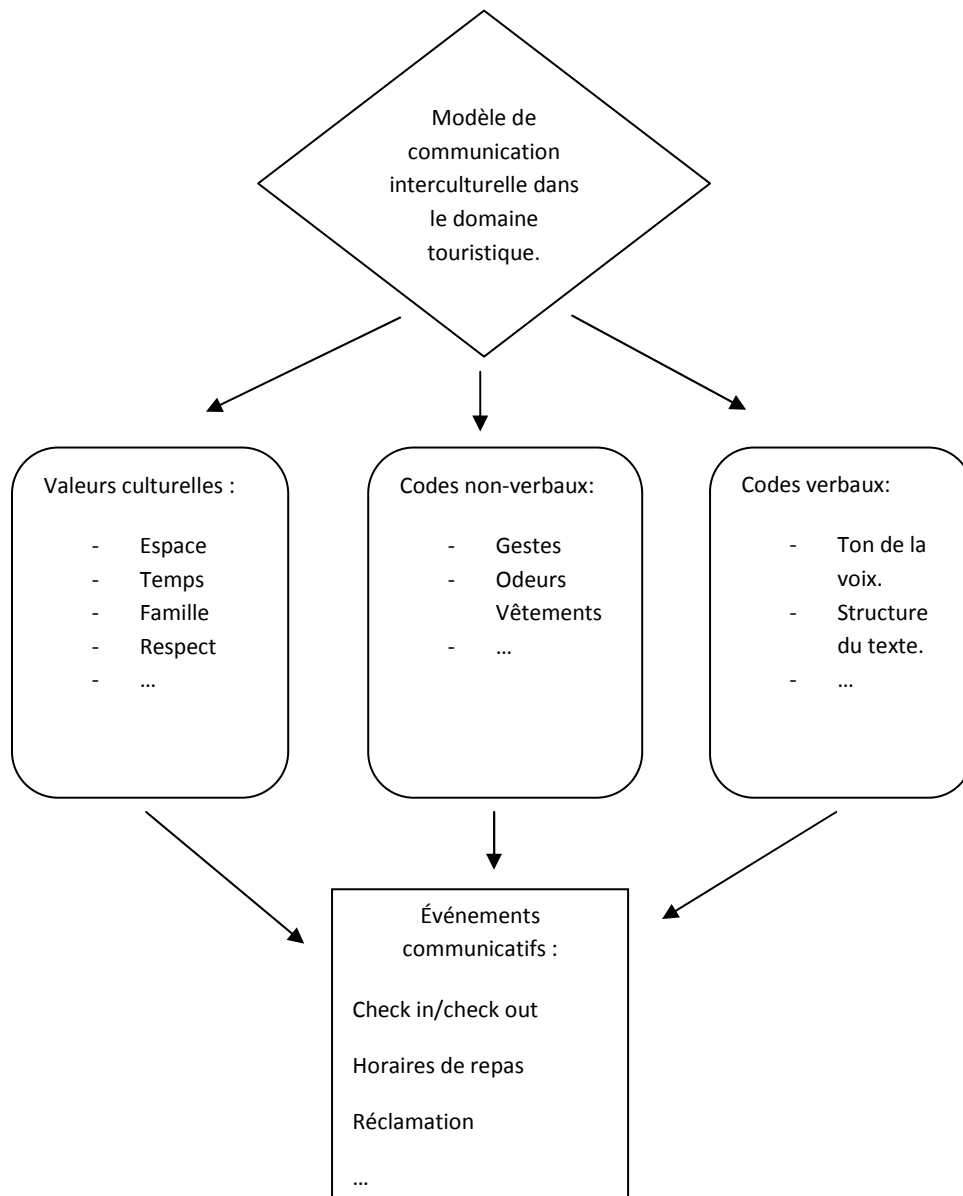 Modèle de
communication
interculturelle dans
le domaine
touristique.
Valeurs culturelles :
- Espace
- Temps
- Famille
- Respect
- ...
Codes non-verbaux:
- Gestes
- Odeurs
Vêtements
- ...
Codes verbaux:
- Ton de la
voix.
- Structure
du texte.
- ...
Événements
communicatifs :
Check in/check out
Horaires de repas
Réclamation
...